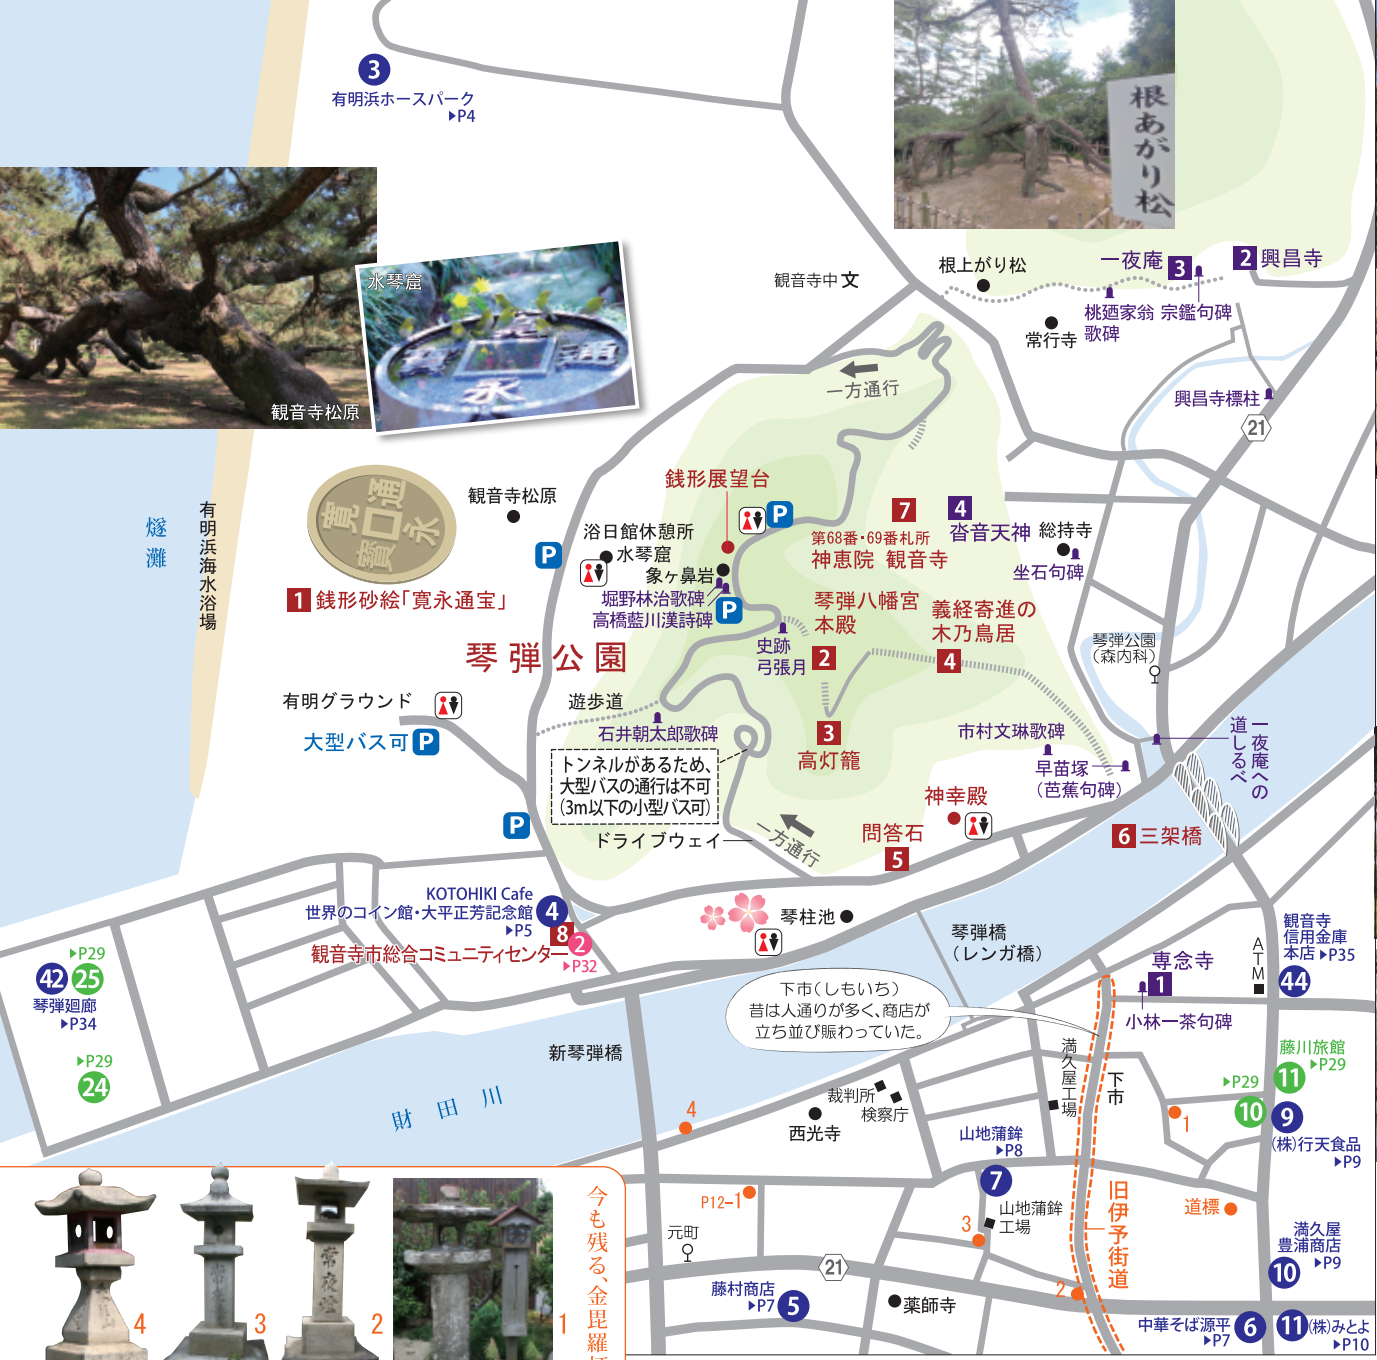 3
有明浜ホースパーク
▶P4
根あがり松
水琴窟
観音寺松原
観音寺中 文
根上がり松
一夜庵 3
2 興昌寺
桃廼家翁
歌碑
宗鑑句碑
常行寺
興昌寺標柱
21
一方通行
銭形展望台
P
観音寺松原
P
浴日館休憩所
水琴窟
象ヶ鼻岩
堀野林治歌碑
高橋藍川漢詩碑
P
7
第68番・69番札所
神恵院 観音寺
4
沓音天神
総持寺
坐石句碑
燧灘
有明浜海水浴場
寛永通寳
1 銭形砂絵「寛永通宝」
琴弾公園
琴弾八幡宮
本殿
2
史跡
弓張月
義経寄進の
木乃鳥居
4
琴弾公園
(森内科)
有明グラウンド
大型バス可 P
遊歩道
石井朝太郎歌碑
3
高灯籠
市村文琳歌碑
早苗塚
(芭蕉句碑)
一夜庵への
道しるべ
トンネルがあるため、
大型バスの通行は不可
(3m以下の小型バス可)
P
ドライブウェイ
一方通行
神幸殿
問答石
5
6 三架橋
KOTOHIKI Cafe
世界のコイン館・大平正芳記念館
▶P5
4
8
観音寺市総合コミュニティセンター
2
▶P32
琴柱池
琴弾橋
(レンガ橋)
専念寺
1
小林一茶句碑
ATM
観音寺
信用金庫
本店 ▶P35
44
▶P29
42 25
琴弾廻廊
▶P34
▶P29
24
下市(しもいち)
昔は人通りが多く、商店が
立ち並び賑わっていた。
新琴弾橋
財田川
満久屋工場
下市
藤川旅館
▶P29
11
▶P29
10
9
(株)行天食品
▶P9
1
4
裁判所
検察庁
西光寺
山地蒲鉾
▶P8
7
山地蒲鉾
工場
3
P12-1
元町
21
藤村商店
▶P7
5
薬師寺
旧伊予街道
2
道標
満久屋
豊浦商店
▶P9
10
中華そば源平
▶P7
6
11
(株)みとよ
▶P10
今も残る、金毘羅
常夜燈
4
3
2
1